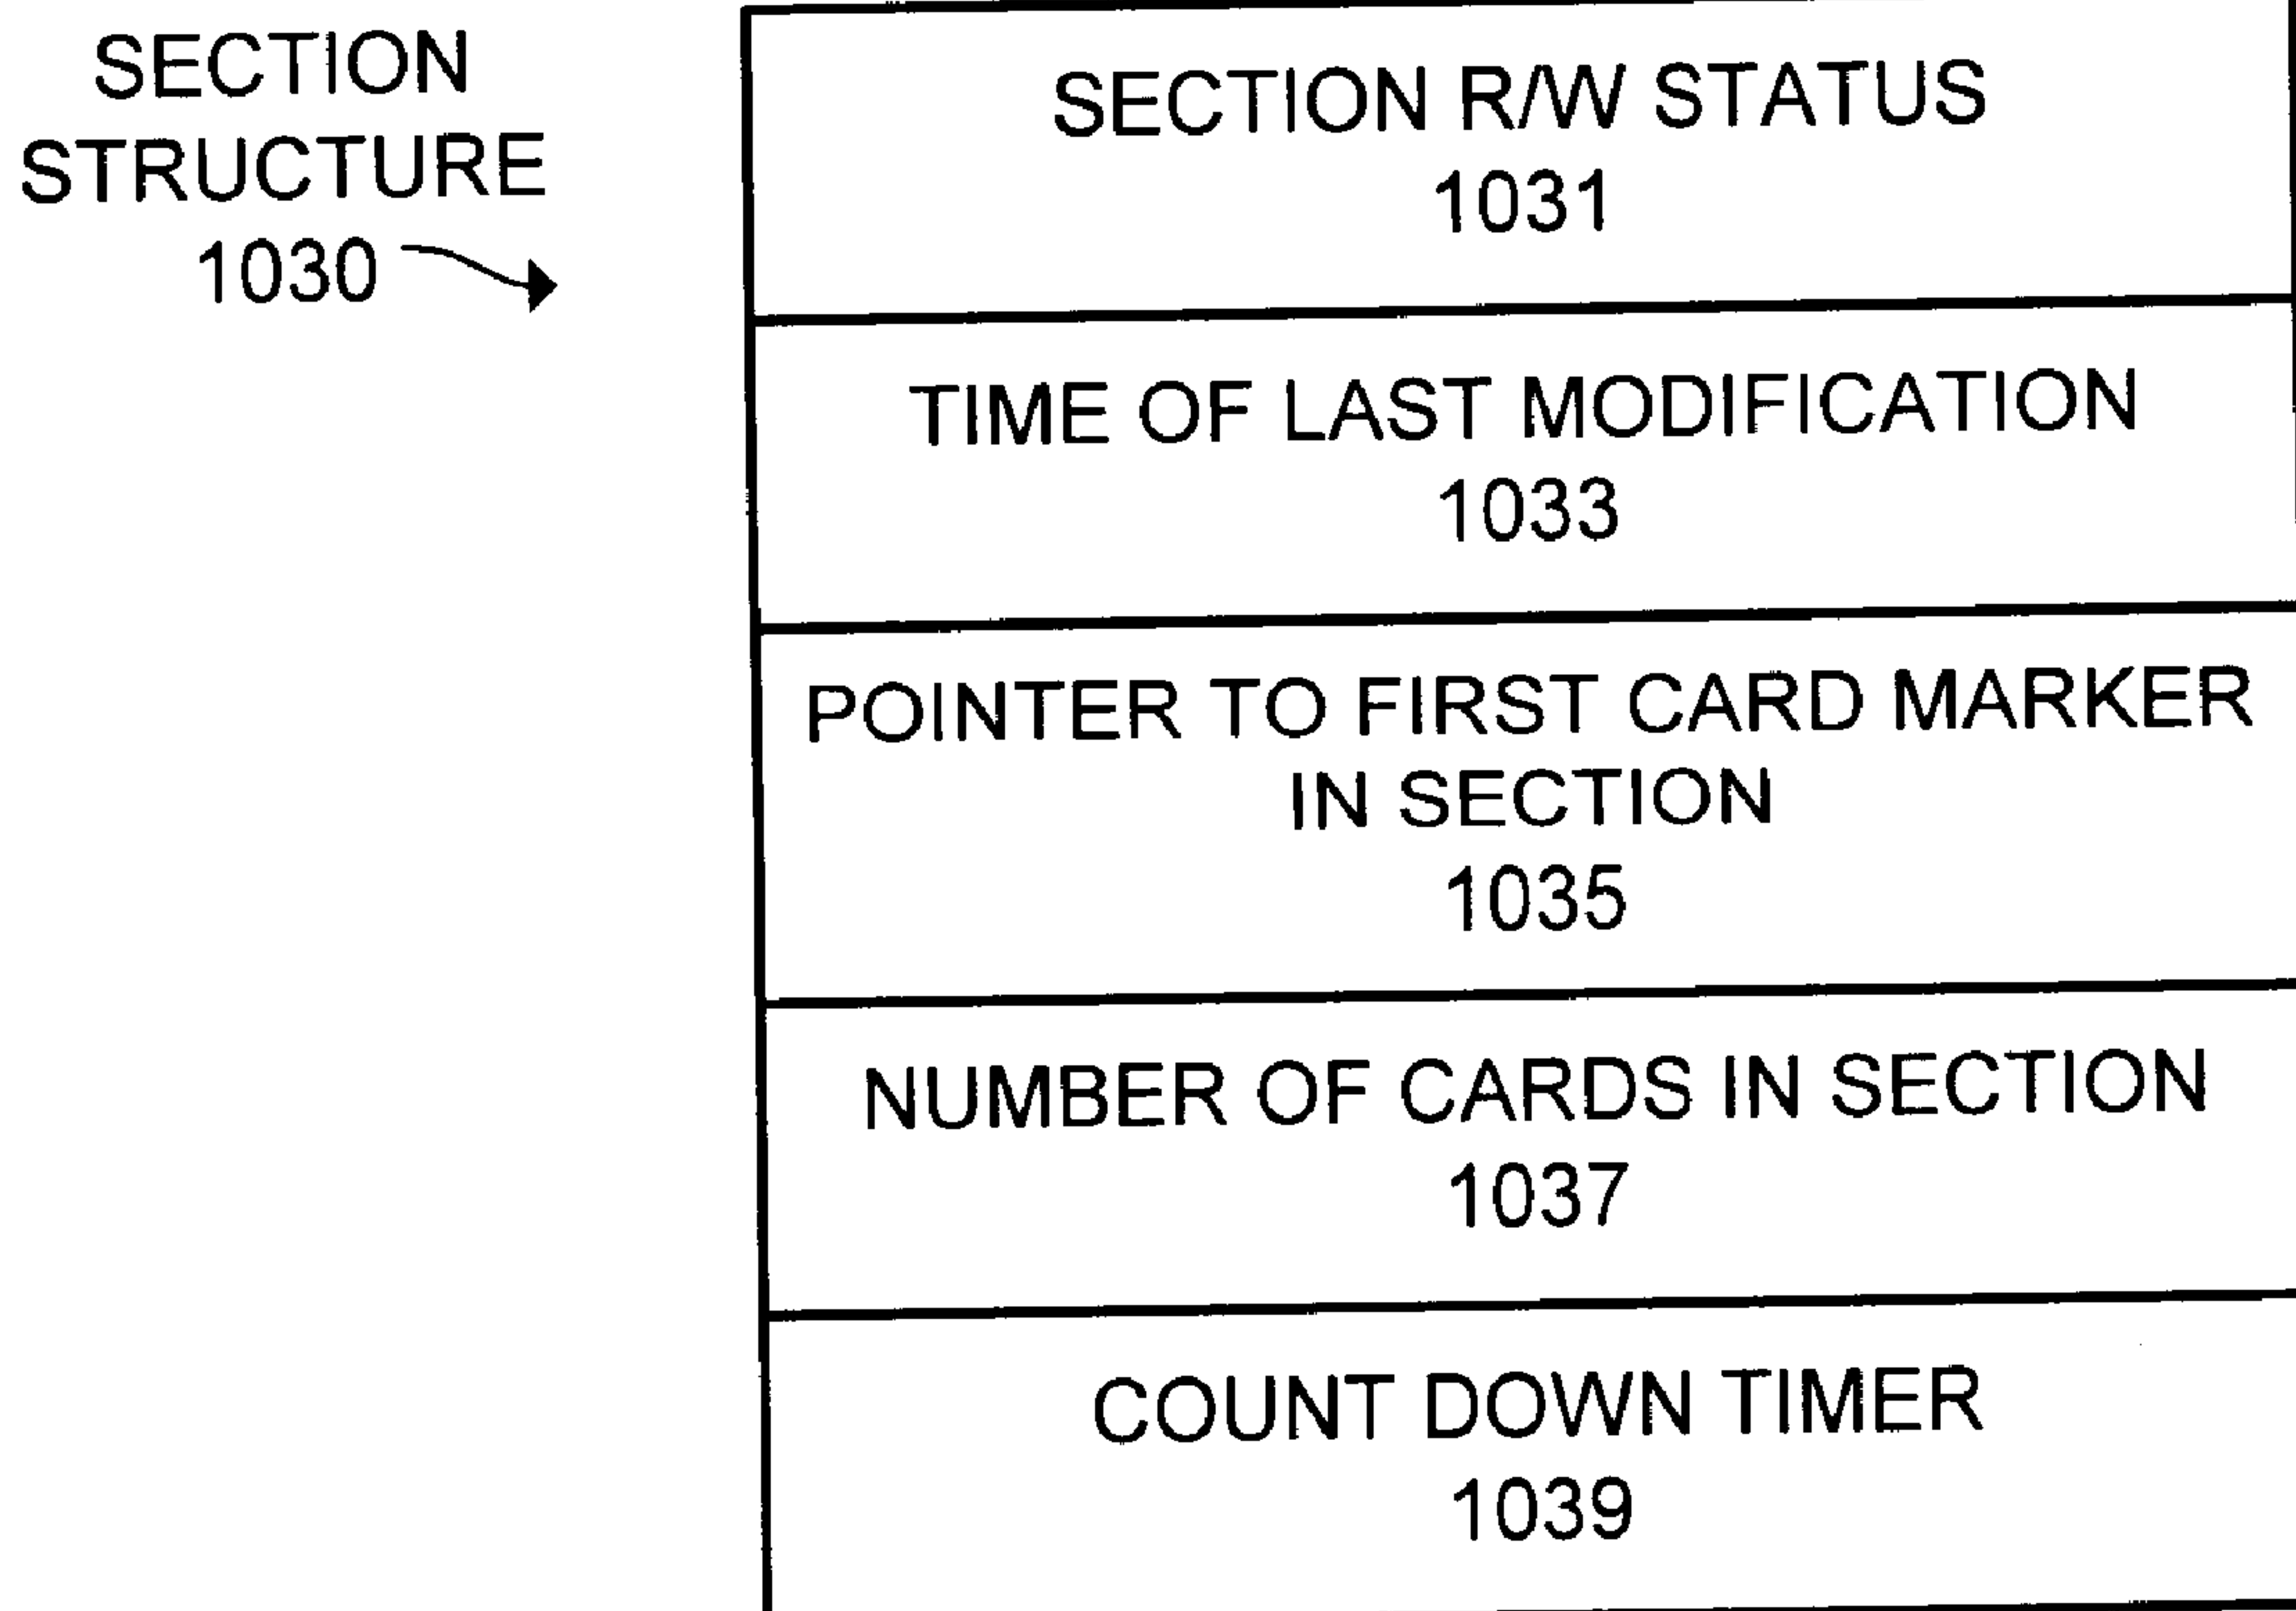 SECTION
STRUCTURE
1030
SECTION R/W STATUS
1031
TIME OF LAST MODIFICATION
1033
POINTER TO FIRST CARD MARKER
IN SECTION
1035
NUMBER OF CARDS IN SECTION
1037
COUNT DOWN TIMER
1039